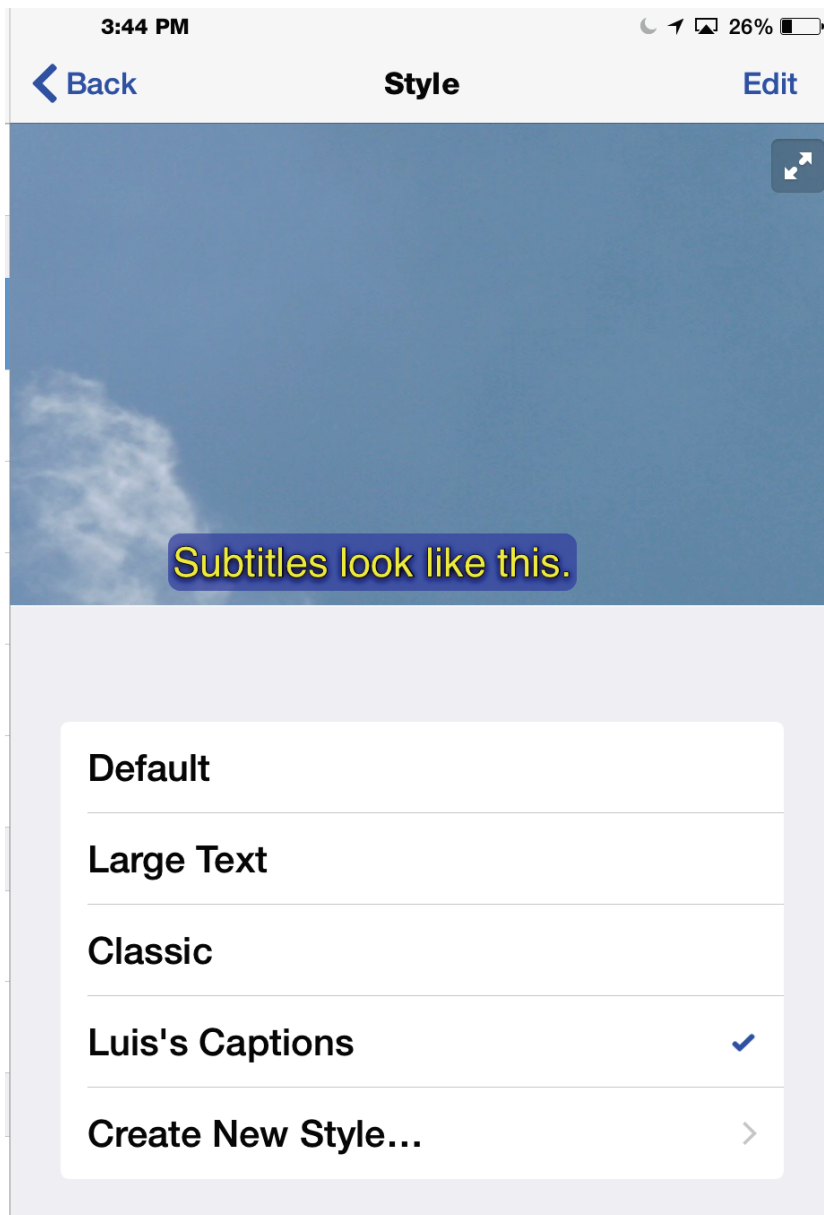 3:44 PM 26%
Back Style Edit
Subtitles look like this.
Default
Large Text
Classic
Luis's Captions
Create New Style...